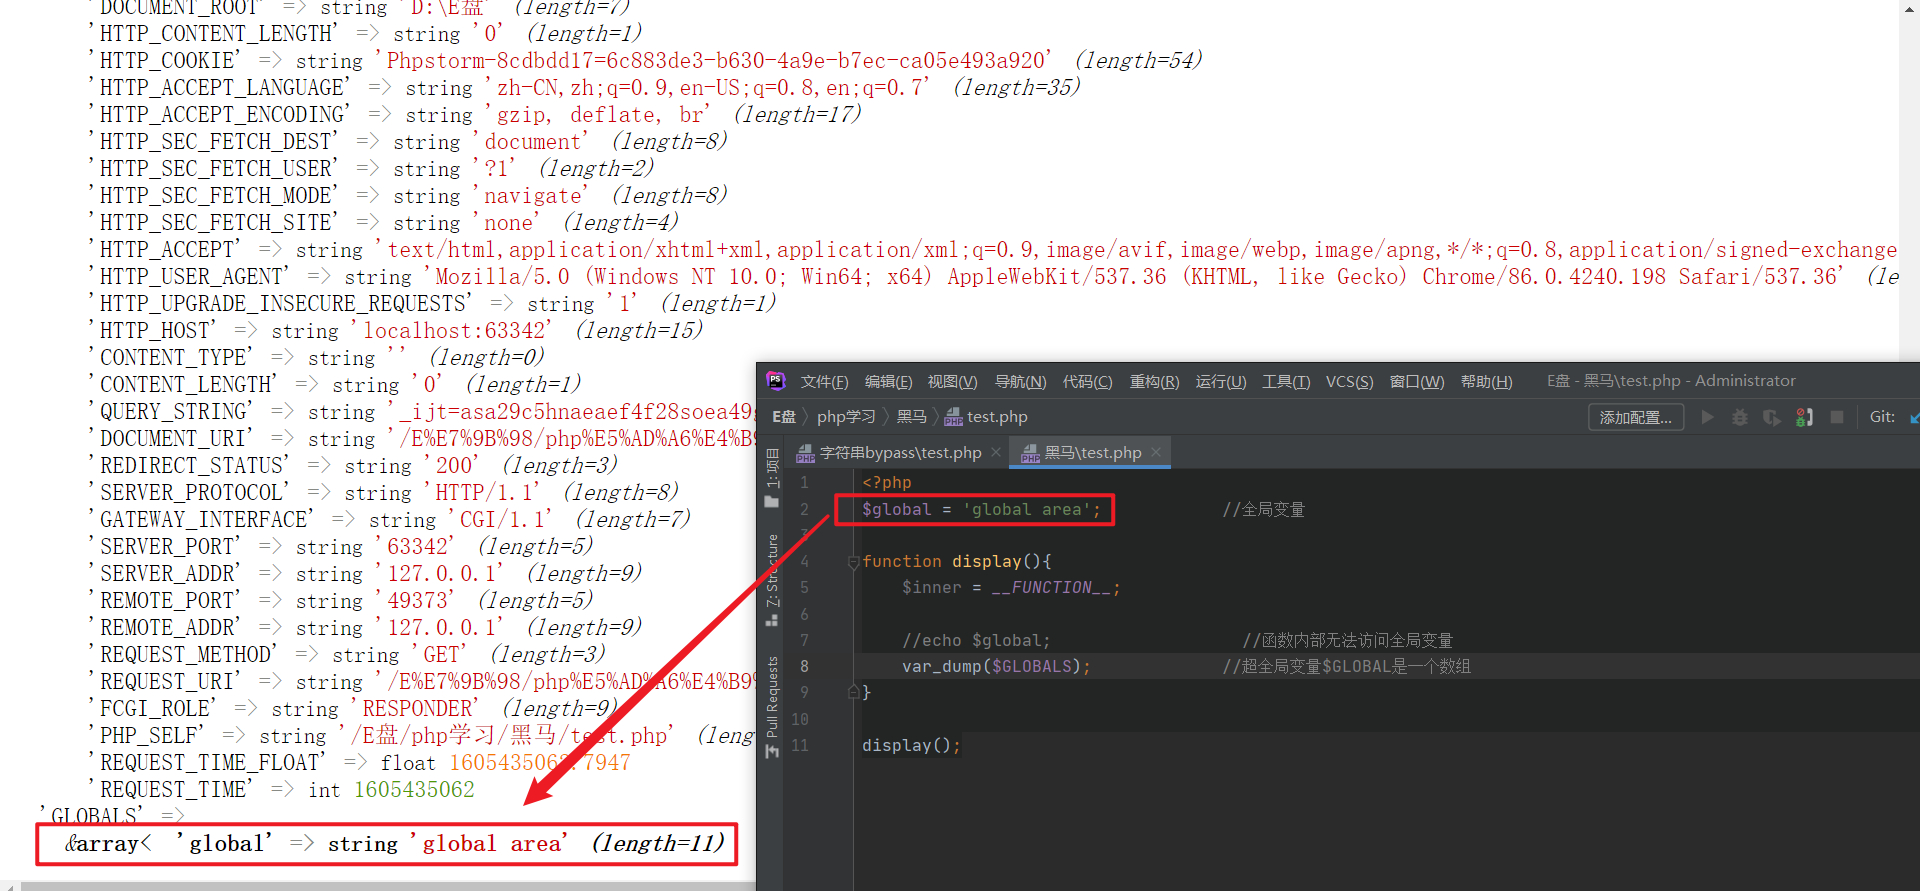 'DOCUMENT_ROOT' => string 'D:\E盘' (length=7)
'HTTP_CONTENT_LENGTH' => string '0' (length=1)
'HTTP_COOKIE' => string 'Phpstorm-8cdbdd17=6c883de3-b630-4a9e-b7ec-ca05e493a920' (length=54)
'HTTP_ACCEPT_LANGUAGE' => string 'zh-CN,zh;q=0.9,en-US;q=0.8,en;q=0.7' (length=35)
'HTTP_ACCEPT_ENCODING' => string 'gzip, deflate, br' (length=17)
'HTTP_SEC_FETCH_DEST' => string 'document' (length=8)
'HTTP_SEC_FETCH_USER' => string '?1' (length=2)
'HTTP_SEC_FETCH_MODE' => string 'navigate' (length=8)
'HTTP_SEC_FETCH_SITE' => string 'none' (length=4)
'HTTP_ACCEPT' => string 'text/html,application/xhtml+xml,application/xml;q=0.9,image/avif,image/webp,image/apng,*/*;q=0.8,application/signed-exchange
'HTTP_USER_AGENT' => string 'Mozilla/5.0 (Windows NT 10.0; Win64; x64) AppleWebKit/537.36 (KHTML, like Gecko) Chrome/86.0.4240.198 Safari/537.36' (le
'HTTP_UPGRADE_INSECURE_REQUESTS' => string '1' (length=1)
'HTTP_HOST' => string 'localhost:63342' (length=15)
'CONTENT_TYPE' => string '' (length=0)
'CONTENT_LENGTH' => string '0' (length=1)
'QUERY_STRING' => string '_ijt=asa29c5hnaeaef4f28soea49
'DOCUMENT_URI' => string '/E%E7%9B%98/php%E5%AD%A6%E4%B9
'REDIRECT_STATUS' => string '200' (length=3)
'SERVER_PROTOCOL' => string 'HTTP/1.1' (length=8)
'GATEWAY_INTERFACE' => string 'CGI/1.1' (length=7)
'SERVER_PORT' => string '63342' (length=5)
'SERVER_ADDR' => string '127.0.0.1' (length=9)
'REMOTE_PORT' => string '49373' (length=5)
'REMOTE_ADDR' => string '127.0.0.1' (length=9)
'REQUEST_METHOD' => string 'GET' (length=3)
'REQUEST_URI' => string '/E%E7%9B%98/php%E5%AD%A6%E4%B9%
'FCGI_ROLE' => string 'RESPONDER' (length=9)
'PHP_SELF' => string '/E盘/php学习/黑马/test.php' (leng
'REQUEST_TIME_FLOAT' => float 1605435062.7947
'REQUEST_TIME' => int 1605435062
'GLOBALS' =>
&array< 'global' => string 'global area' (length=11)
PS 文件(F) 编辑(E) 视图(V) 导航(N) 代码(C) 重构(R) 运行(U) 工具(T) VCS(S) 窗口(W) 帮助(H) E盘 - 黑马\test.php - Administrator
E盘 php学习 黑马 test.php 添加配置... Git:
字符串bypass\test.php 黑马\test.php
1: 项目
Z: Structure
Pull Requests
1 <?php
2 $global = 'global area'; //全局变量
3
4 function display(){
5 $inner = __FUNCTION__;
6
7 //echo $global; //函数内部无法访问全局变量
8 var_dump($GLOBALS); //超全局变量$GLOBAL是一个数组
9 }
10
11 display();